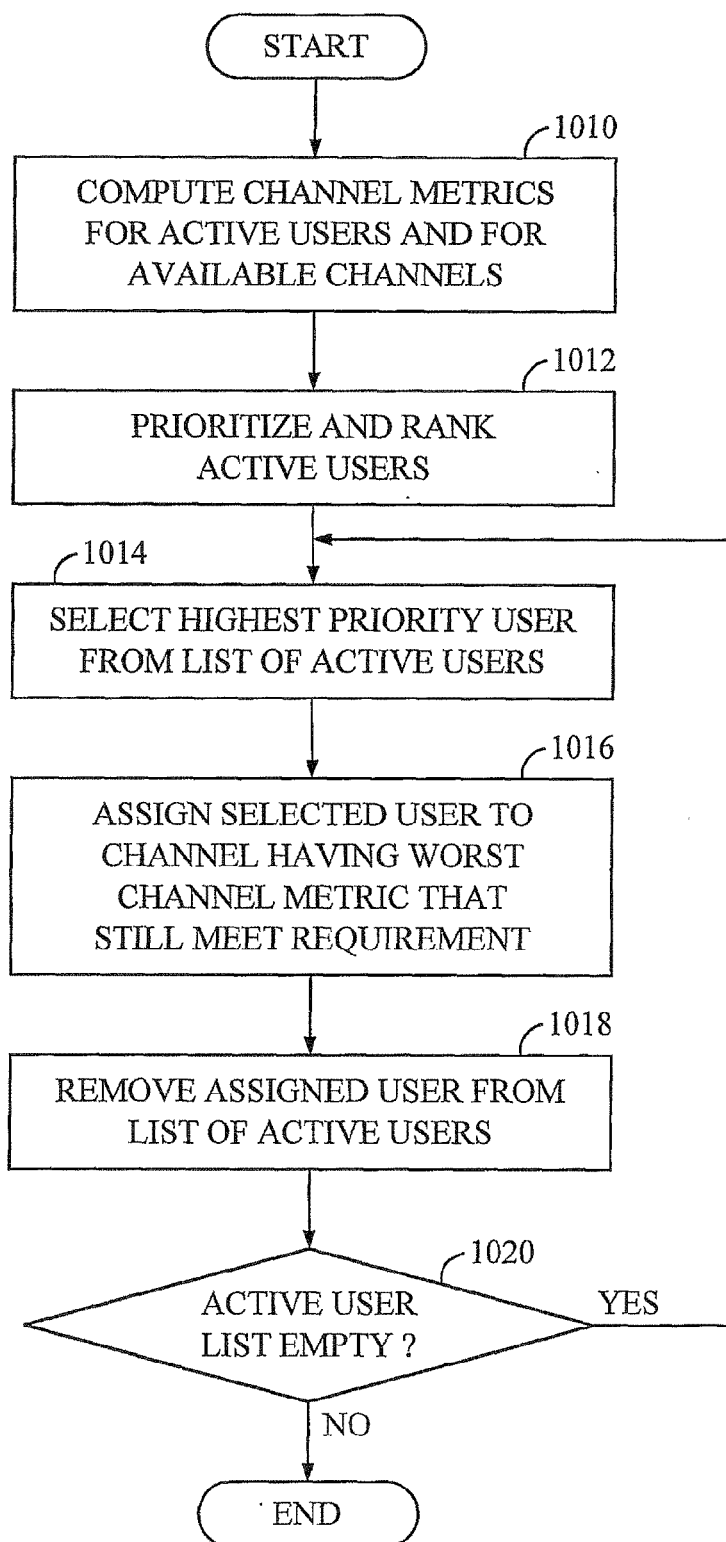 START
1010
COMPUTE CHANNEL METRICS
FOR ACTIVE USERS AND FOR
AVAILABLE CHANNELS
1012
PRIORITIZE AND RANK
ACTIVE USERS
1014
SELECT HIGHEST PRIORITY USER
FROM LIST OF ACTIVE USERS
1016
ASSIGN SELECTED USER TO
CHANNEL HAVING WORST
CHANNEL METRIC THAT
STILL MEET REQUIREMENT
1018
REMOVE ASSIGNED USER FROM
LIST OF ACTIVE USERS
1020
ACTIVE USER
LIST EMPTY ?
YES
NO
END